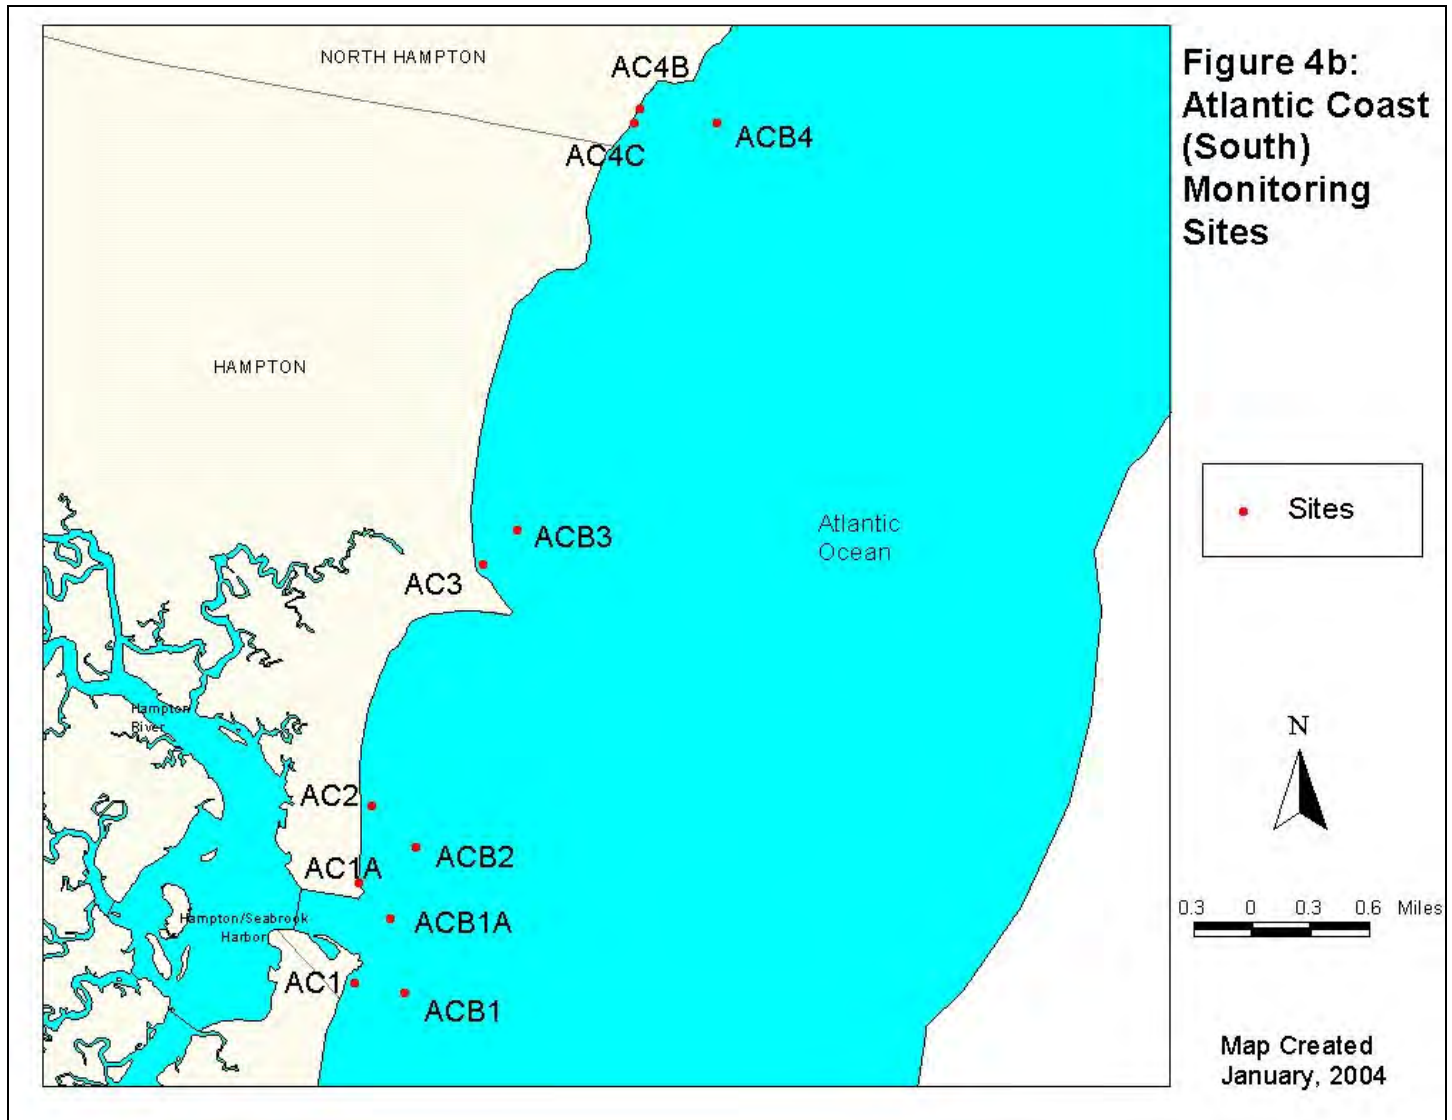 NORTH HAMPTON
AC4B
ACB4
AC4C
Figure 4b:
Atlantic Coast
(South)
Monitoring
Sites
HAMPTON
Sites
Atlantic
Ocean
ACB3
AC3
Hampton
River
N
AC2
ACB2
AC1A
ACB1A
Hampton/Seabrook
Harbor
0.3 0 0.3 0.6 Miles
AC1
ACB1
Map Created
January, 2004